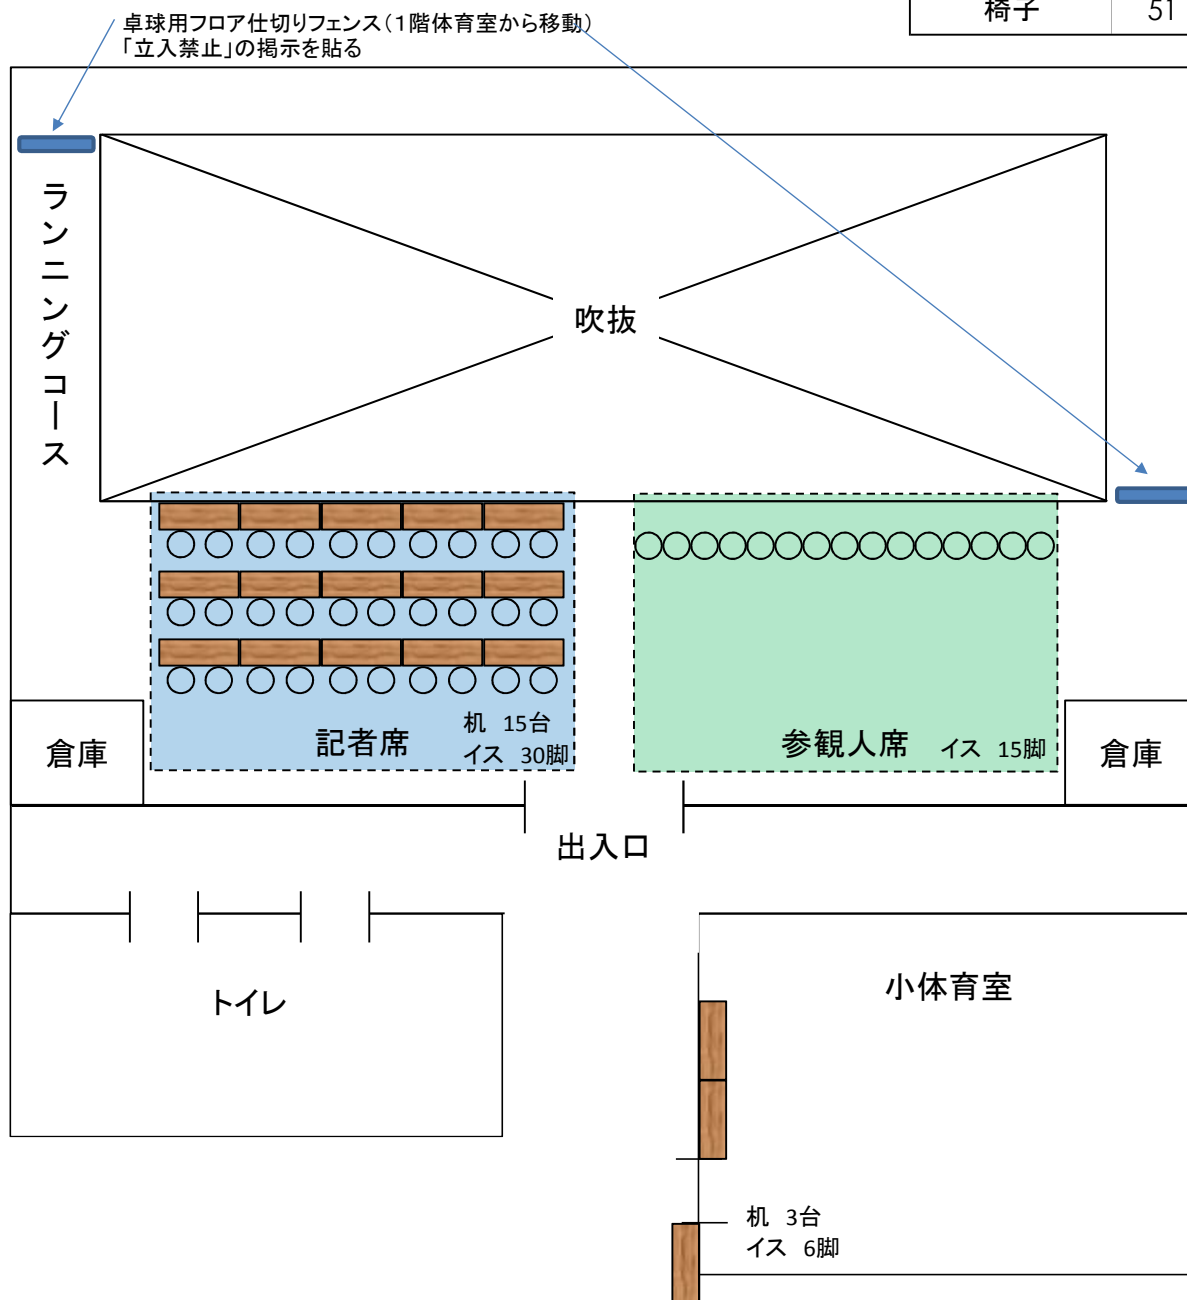 椅子 51
卓球用フロア仕切りフェンス（１階体育室から移動）
「立入禁止」の掲示を貼る
ランニングコース
吹抜
記者席
机 15台
イス 30脚
参観人席 イス 15脚
倉庫
倉庫
出入口
トイレ
小体育室
机 3台
イス 6脚